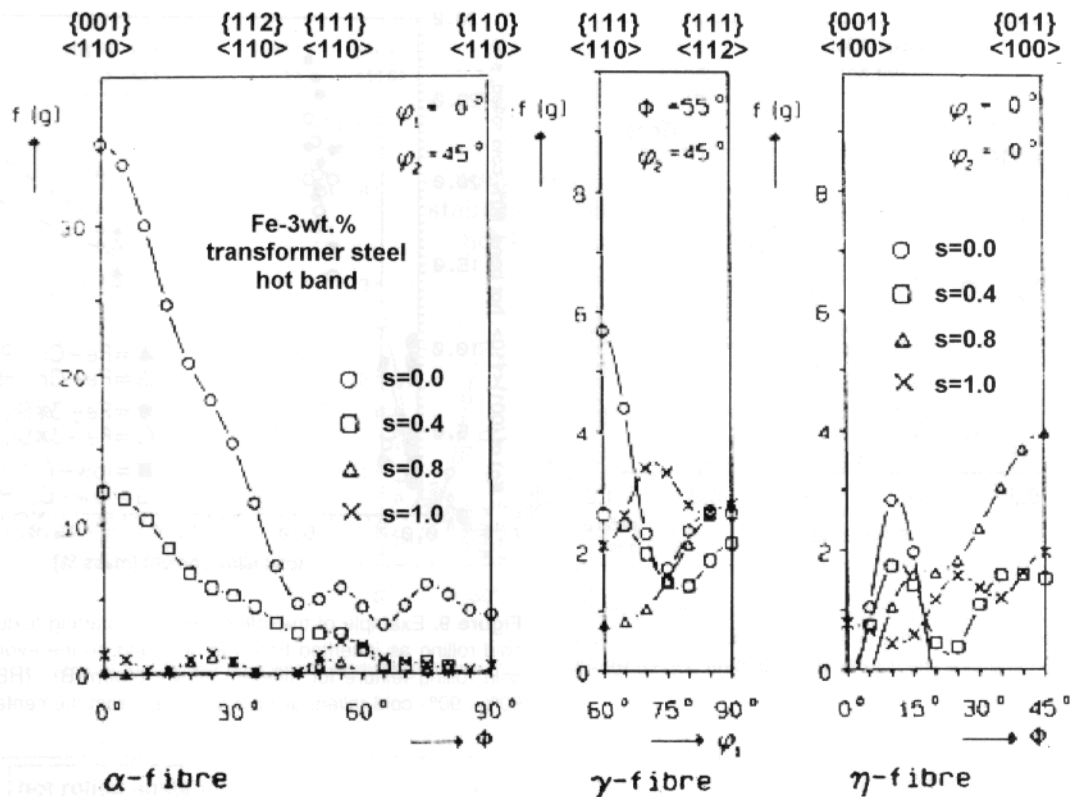 {001} {112} {111} {110}
<110> <110> <110> <110>
{111} {111}
<110> <112>
{001} {011}
<100> <100>
f (g)
φ₁ = 0°
φ₂ = 45°
Fe-3wt.%
transformer steel
hot band
s=0.0
s=0.4
s=0.8
s=1.0
30
20
10
0
0° 30° 60° 90°
Φ
α-fibre
f (g)
Φ = 55°
φ₂ = 45°
8
6
4
2
0
60° 75° 90°
φ₁
γ-fibre
f (g)
φ₁ = 0°
φ₂ = 0°
s=0.0
s=0.4
s=0.8
s=1.0
8
6
4
2
0
0° 15° 30° 45°
Φ
η-fibre